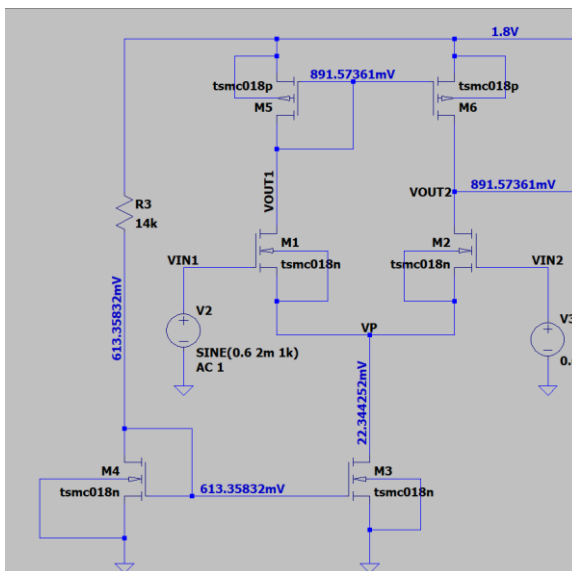 1.8V
891.57361mV
tsmc018p
tsmc018p
M5
M6
VOUT1
VOUT2
891.57361mV
R3
14k
M1
tsmc018n
M2
tsmc018n
VIN1
VIN2
V2
SINE(0.6 2m 1k)
AC 1
VP
V3
0.
613.35832mV
22.344252mV
M4
tsmc018n
613.35832mV
M3
tsmc018n